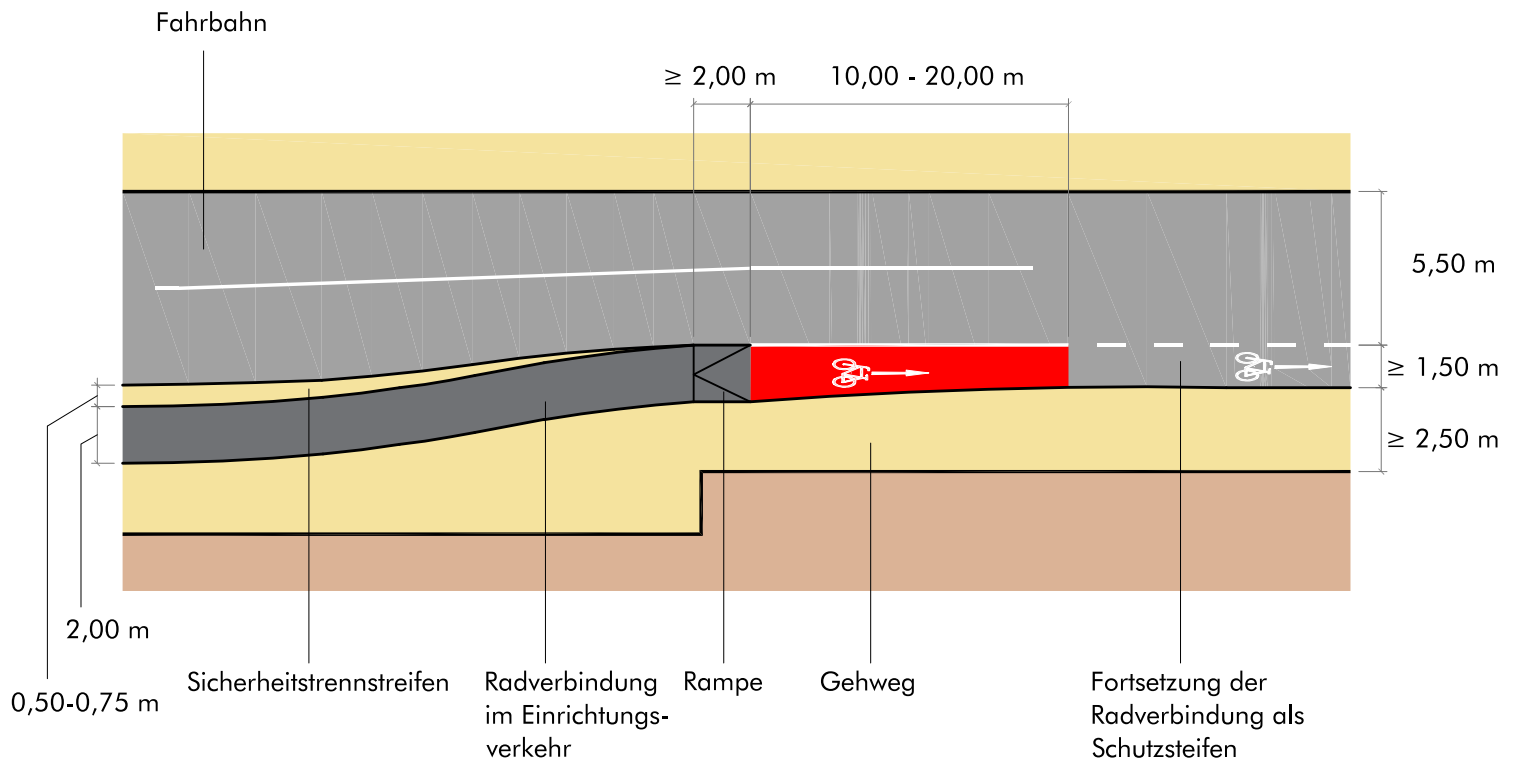 Fahrbahn
≥ 2,00 m
10,00 - 20,00 m
5,50 m
≥ 1,50 m
≥ 2,50 m
2,00 m
0,50-0,75 m
Sicherheitstrennstreifen
Radverbindung
im Einrichtungs-
verkehr
Rampe
Gehweg
Fortsetzung der
Radverbindung als
Schutzsteifen